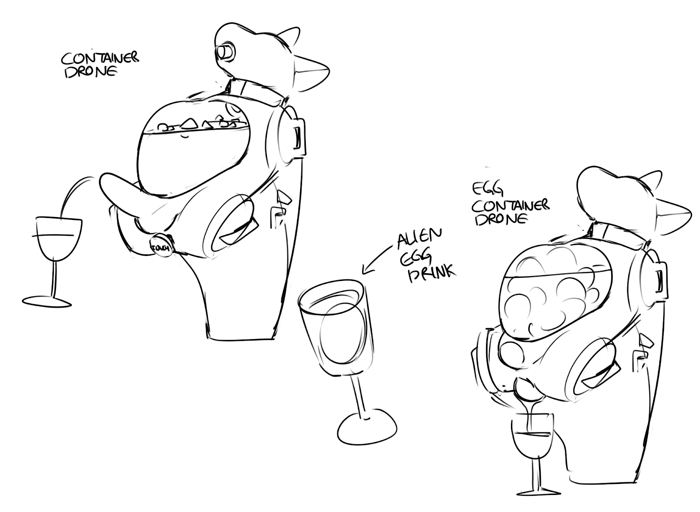 CONTAINER
DRONE
EGG
CONTAINER
DRONE
ALIEN
EGG
DRINK